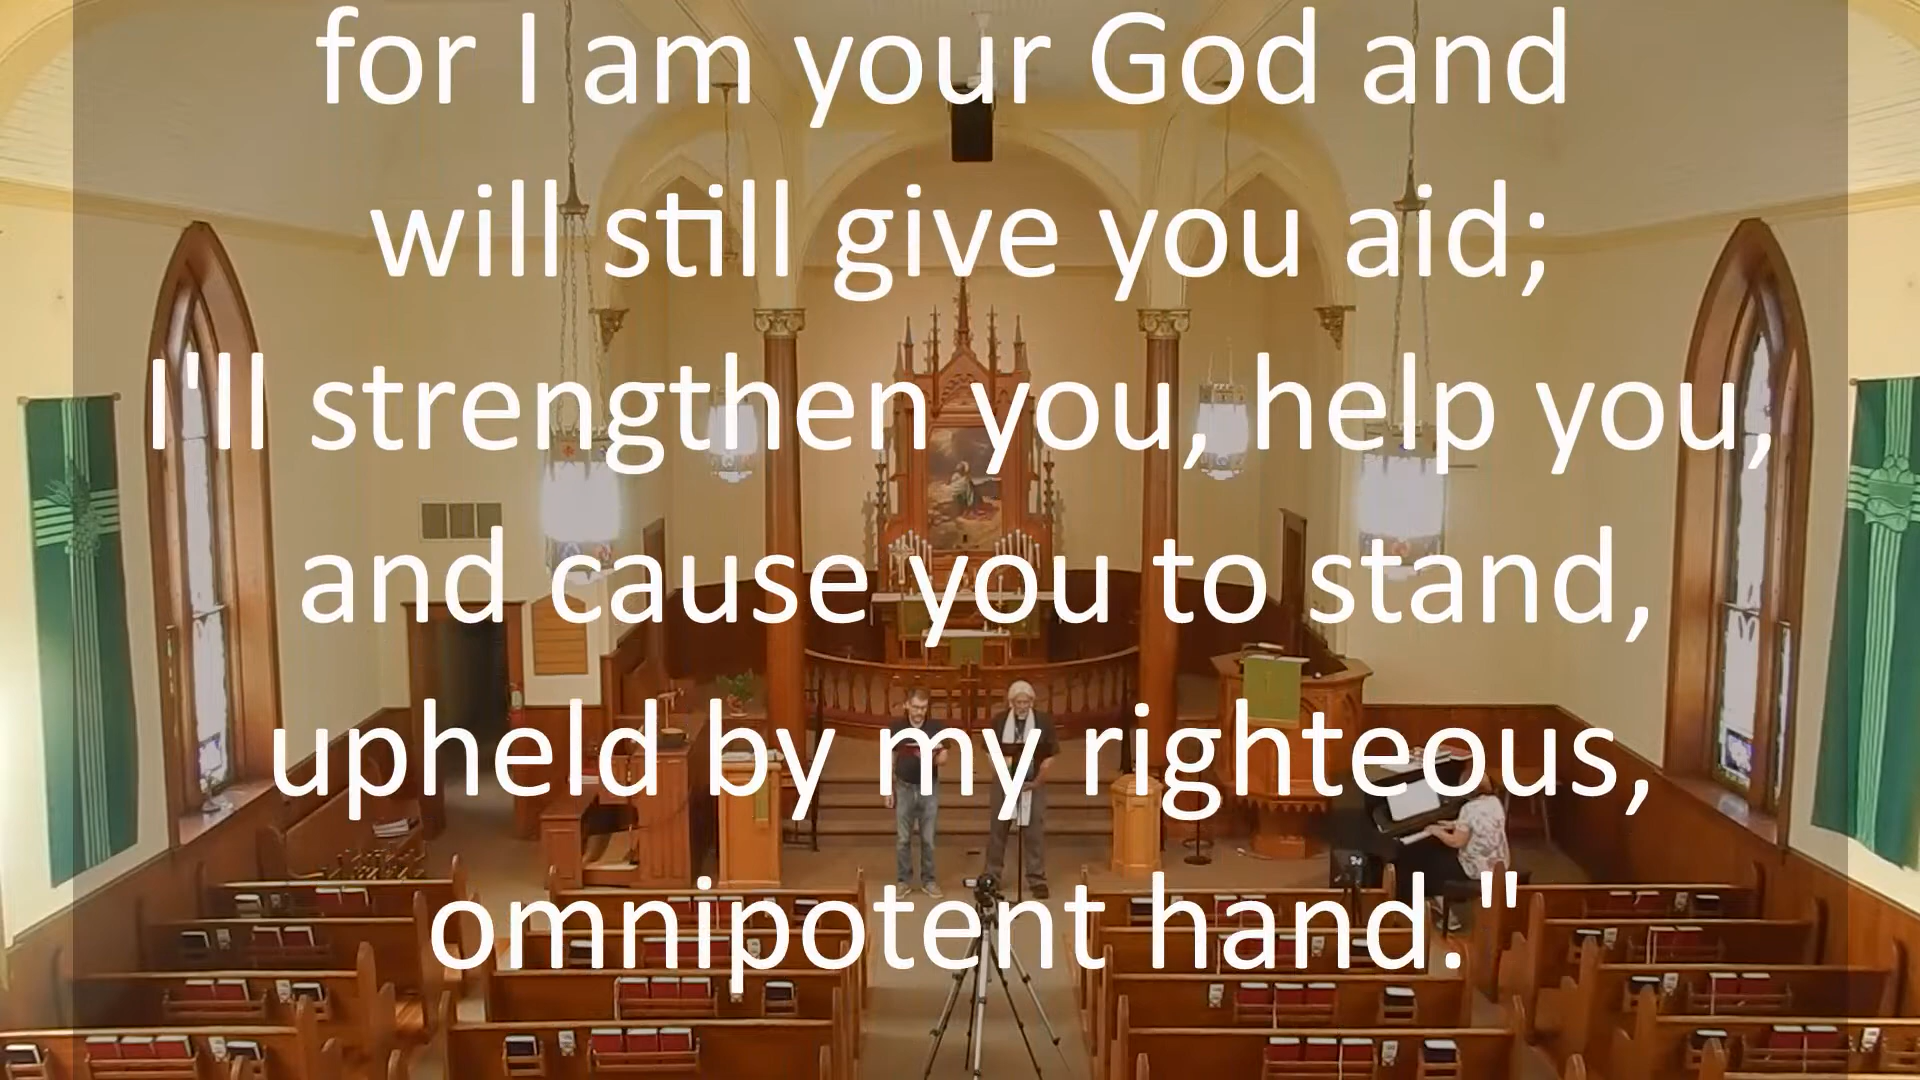 for I am your God and
will still give you aid;
I'll strengthen you, help you,
and cause you to stand,
upheld by my righteous,
omnipotent hand."